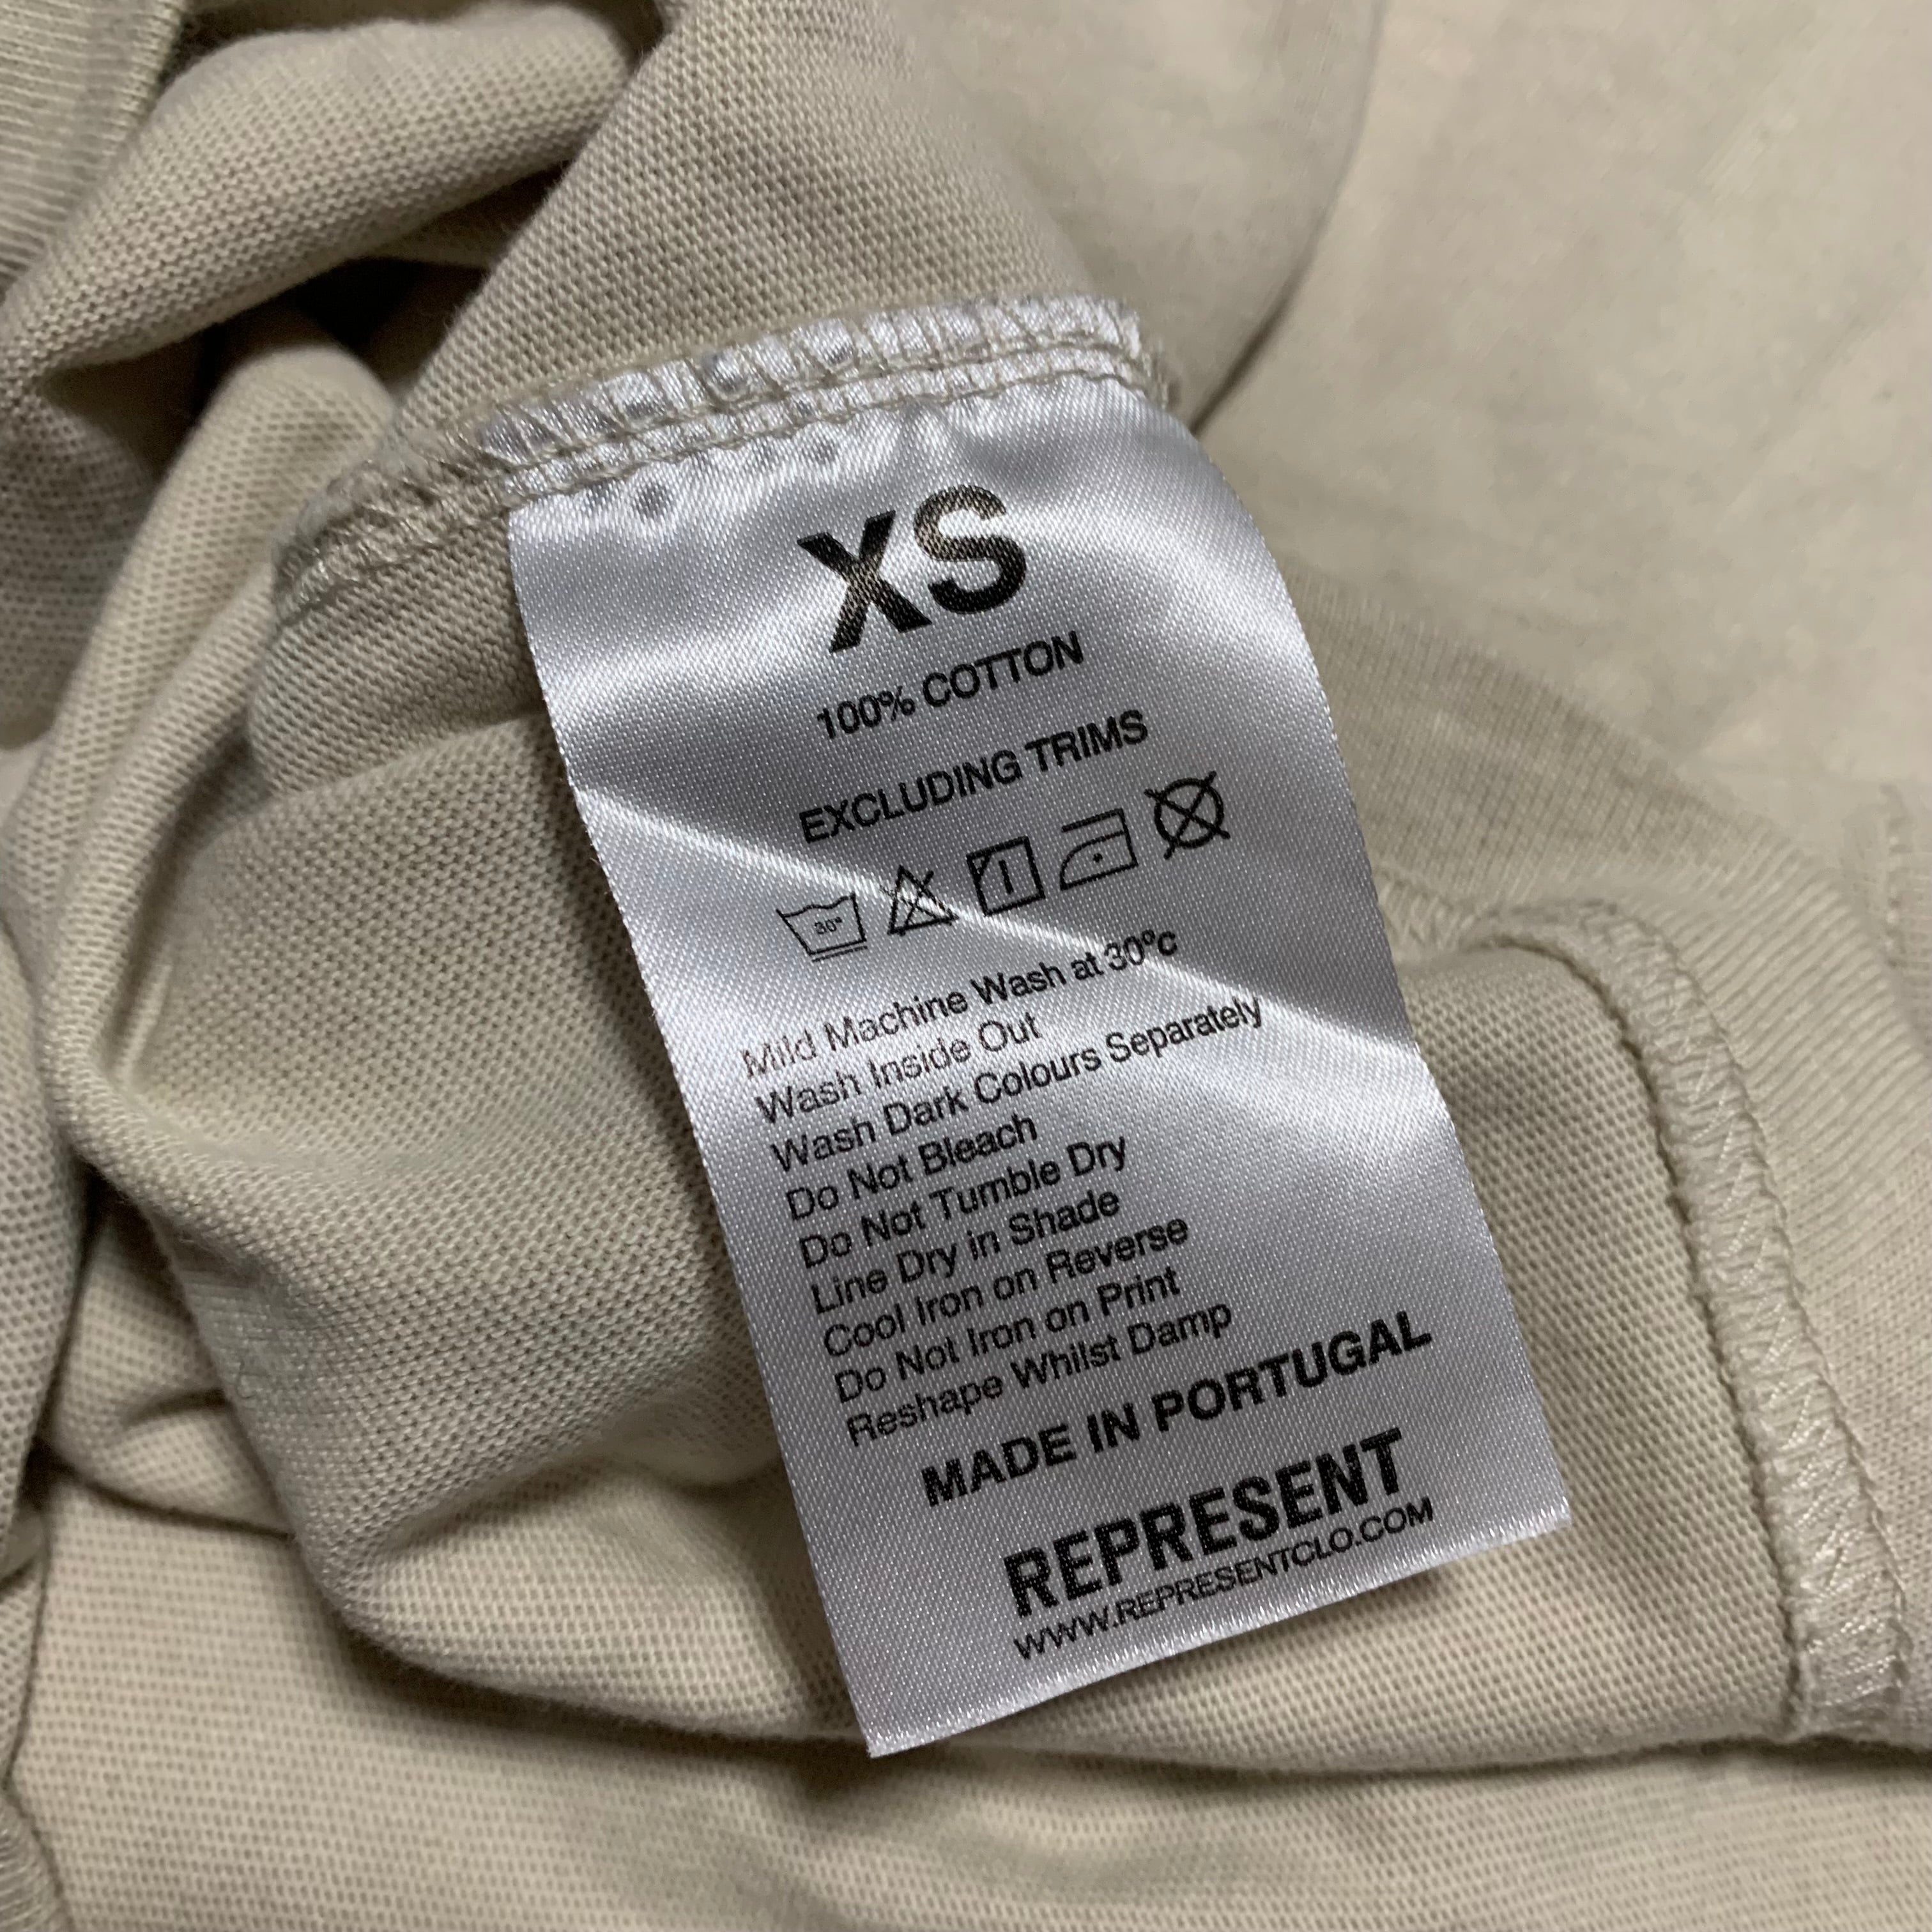 XS
100% COTTON
EXCLUDING TRIMS
30°
Mild Machine Wash at 30ºc
Wash Inside Out
Wash Dark Colours Separately
Do Not Bleach
Do Not Tumble Dry
Line Dry in Shade
Cool Iron on Reverse
Do Not Iron on Print
Reshape Whilst Damp
MADE IN PORTUGAL
REPRESENT
WWW.REPRESENTCLO.COM